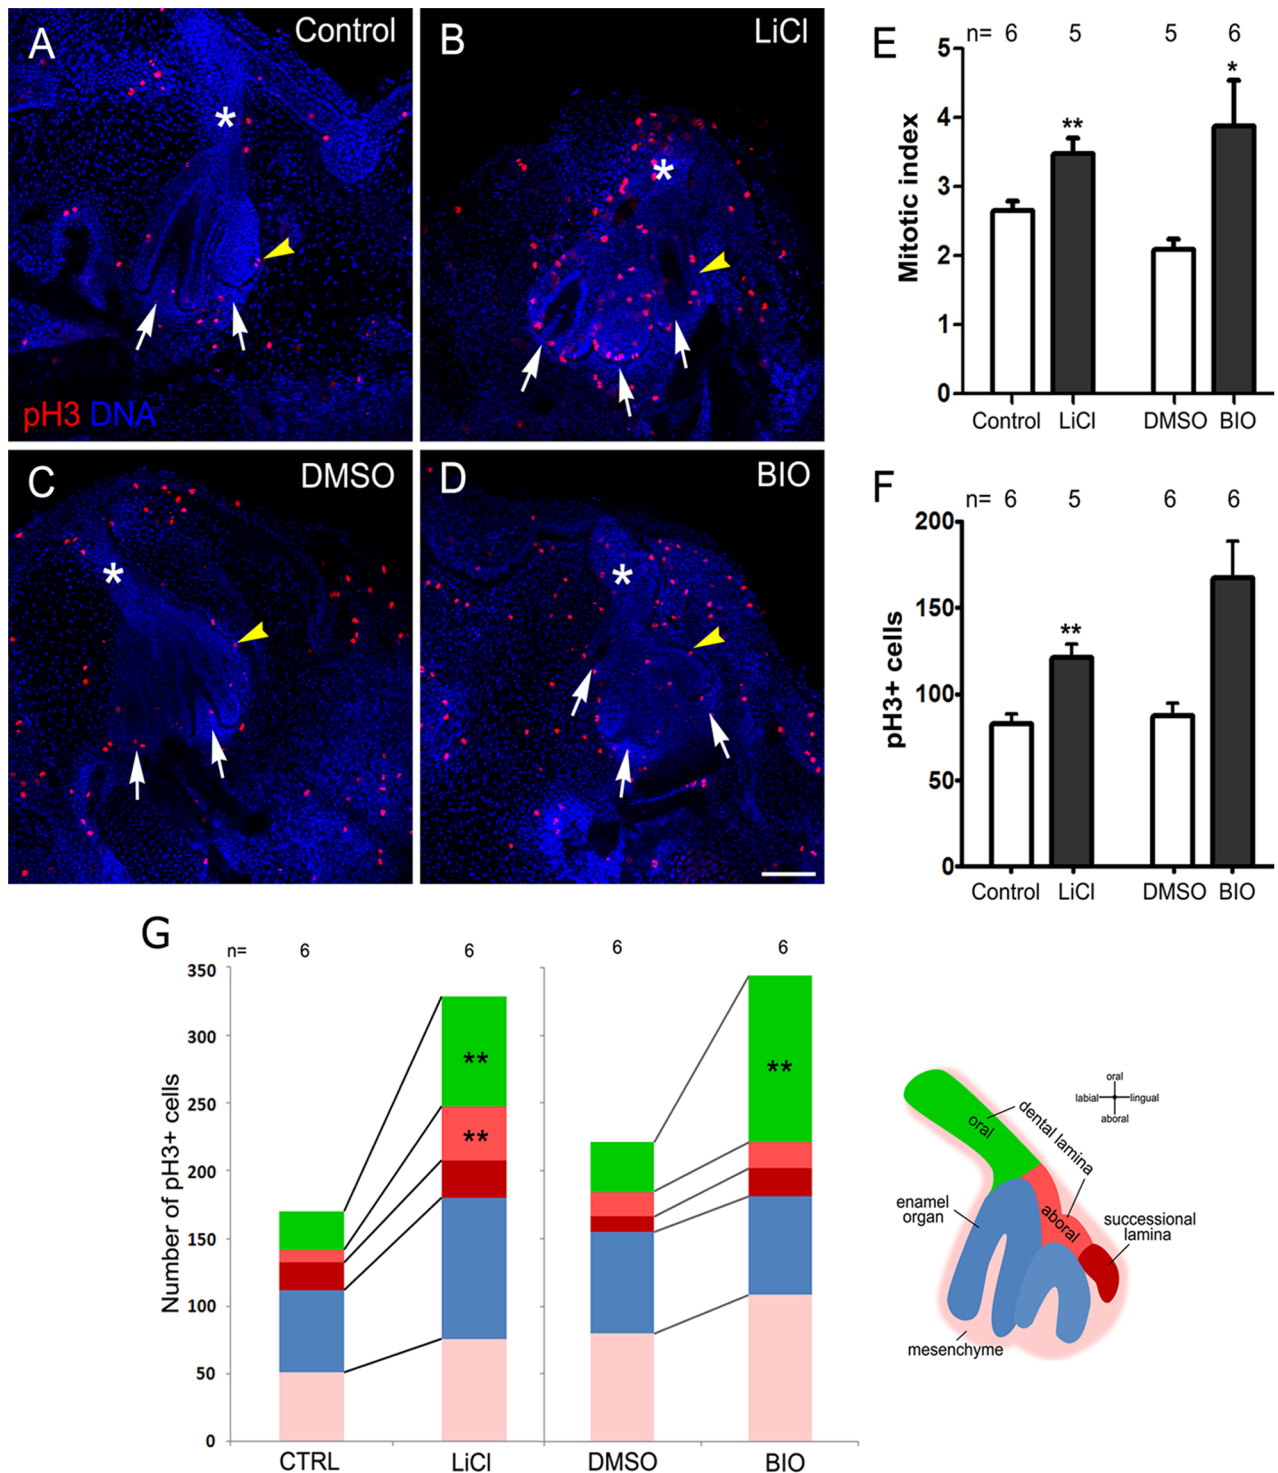 A
Control
*
pH3 DNA
B
LiCl
*
C
DMSO
*
D
BIO
*
E
n= 6 5 5 6
Mitotic index
5
4
3
2
1
0
**
*
Control LiCl DMSO BIO
F
n= 6 5 6 6
pH3+ cells
200
150
100
50
0
**
Control LiCl DMSO BIO
G
n= 6 6 6 6
Number of pH3+ cells
350
300
250
200
150
100
50
0
**
**
**
CTRL LiCl DMSO BIO
oral
labial lingual
aboral
oral
dental lamina
aboral
enamel
organ
successional
lamina
mesenchyme